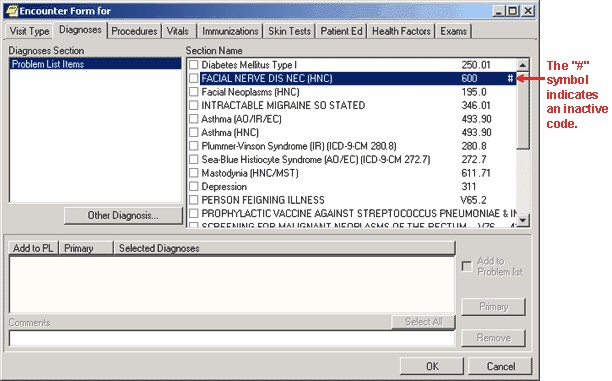 Encounter Form for
Visit Type Diagnoses Procedures Vitals Immunizations Skin Tests Patient Ed Health Factors Exams
Diagnoses Section
Problem List Items
Other Diagnosis...
Section Name
Diabetes Mellitus Type I 250.01
FACIAL NERVE DIS NEC (HNC) 600 #
Facial Neoplasms (HNC) 195.0
INTRACTABLE MIGRAINE SO STATED 346.01
Asthma (AO/IR/EC) 493.90
Asthma (HNC) 493.90
Plummer-Vinson Syndrome (IR) (ICD-9-CM 280.8) 280.8
Sea-Blue Histiocyte Syndrome (AO/EC) (ICD-9-CM 272.7) 272.7
Mastodynia (HNC/MST) 611.71
Depression 311
PERSON FEIGNING ILLNESS V65.2
PROPHYLACTIC VACCINE AGAINST STREPTOCOCCUS PNEUMONIAE &
SCREENING FOR MALIGNANT NEOPLASMS OF THE RECTUM V76
The "#"
symbol
indicates
an inactive
code.
Add to PL Primary Selected Diagnoses
Add to
Problem list
Primary
Comments
Select All
Remove
OK Cancel